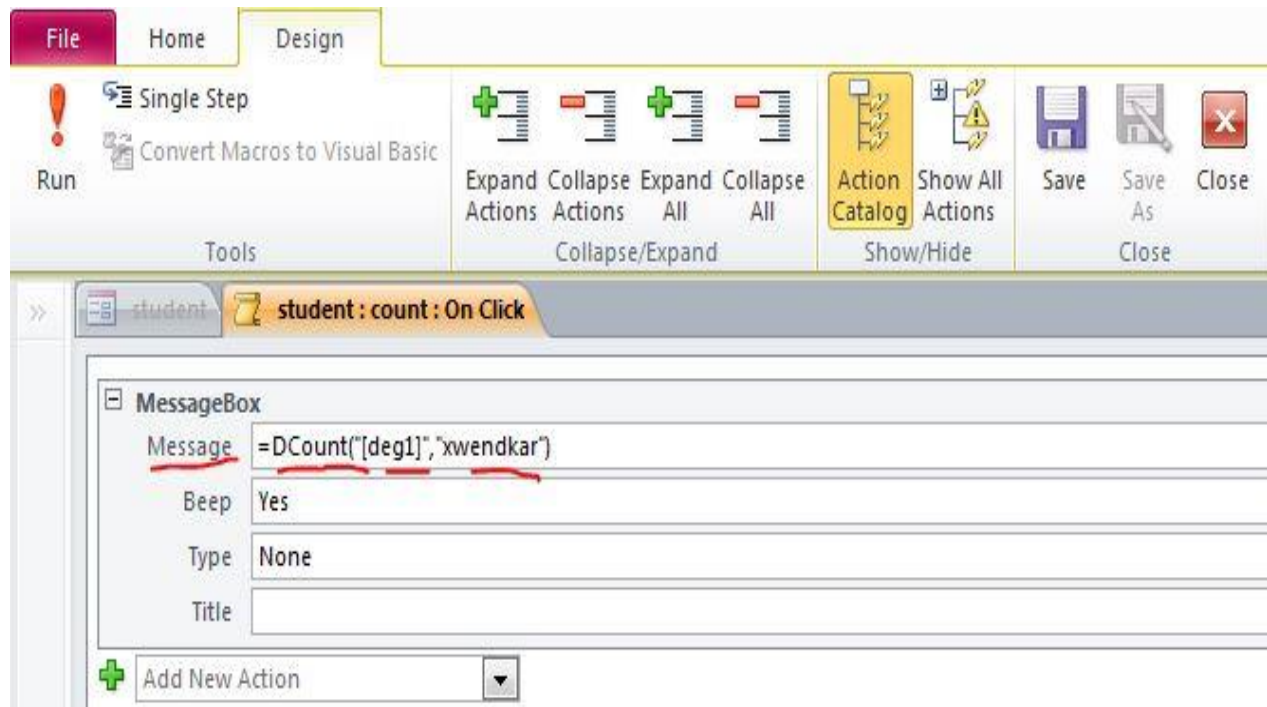 File Home Design
Run
Single Step
Convert Macros to Visual Basic
Expand Actions
Collapse Actions
Expand All
Collapse All
Action Catalog
Show All Actions
Save
Save As
Close
Tools
Collapse/Expand
Show/Hide
Close
student
student : count : On Click
MessageBox
Message =DCount("[deg1]","xwendkar")
Beep Yes
Type None
Title
Add New Action